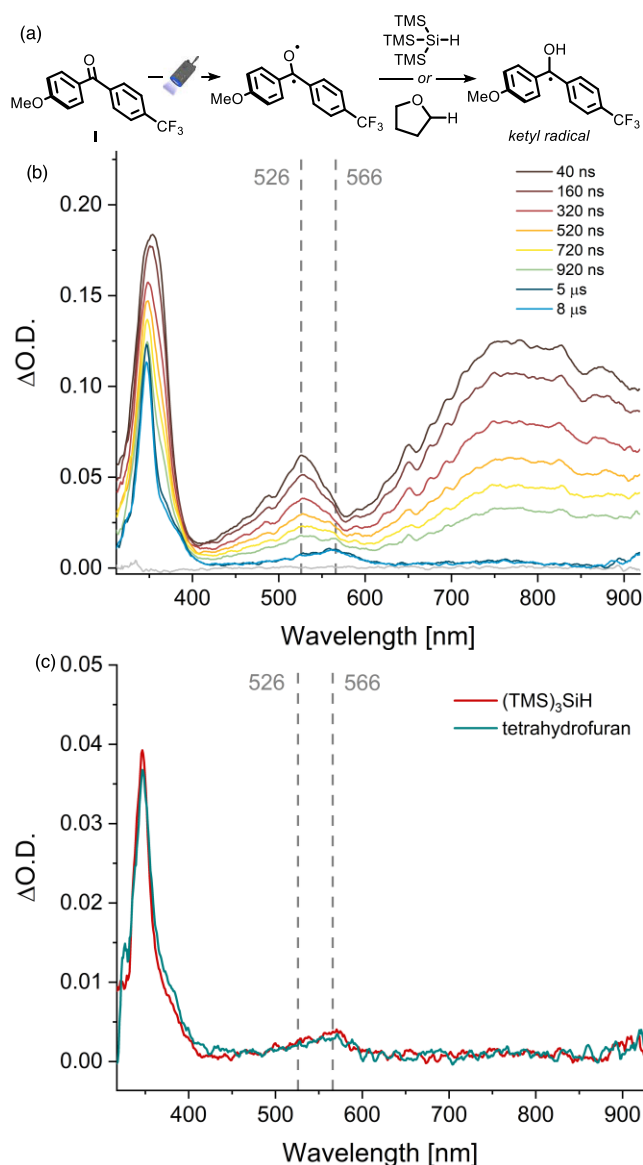 (a)
O
MeO
CF₃
I
O•
•
MeO
CF₃
TMS
TMS Si H
TMS
or
O
H
OH
•
MeO
CF₃
ketyl radical
(b)
526
566
40 ns
160 ns
320 ns
520 ns
720 ns
920 ns
5 μs
8 μs
0.20
0.15
0.10
0.05
0.00
ΔO.D.
400 500 600 700 800 900
Wavelength [nm]
(c)
526
566
(TMS)₃SiH
tetrahydrofuran
0.05
0.04
0.03
0.02
0.01
0.00
ΔO.D.
400 500 600 700 800 900
Wavelength [nm]